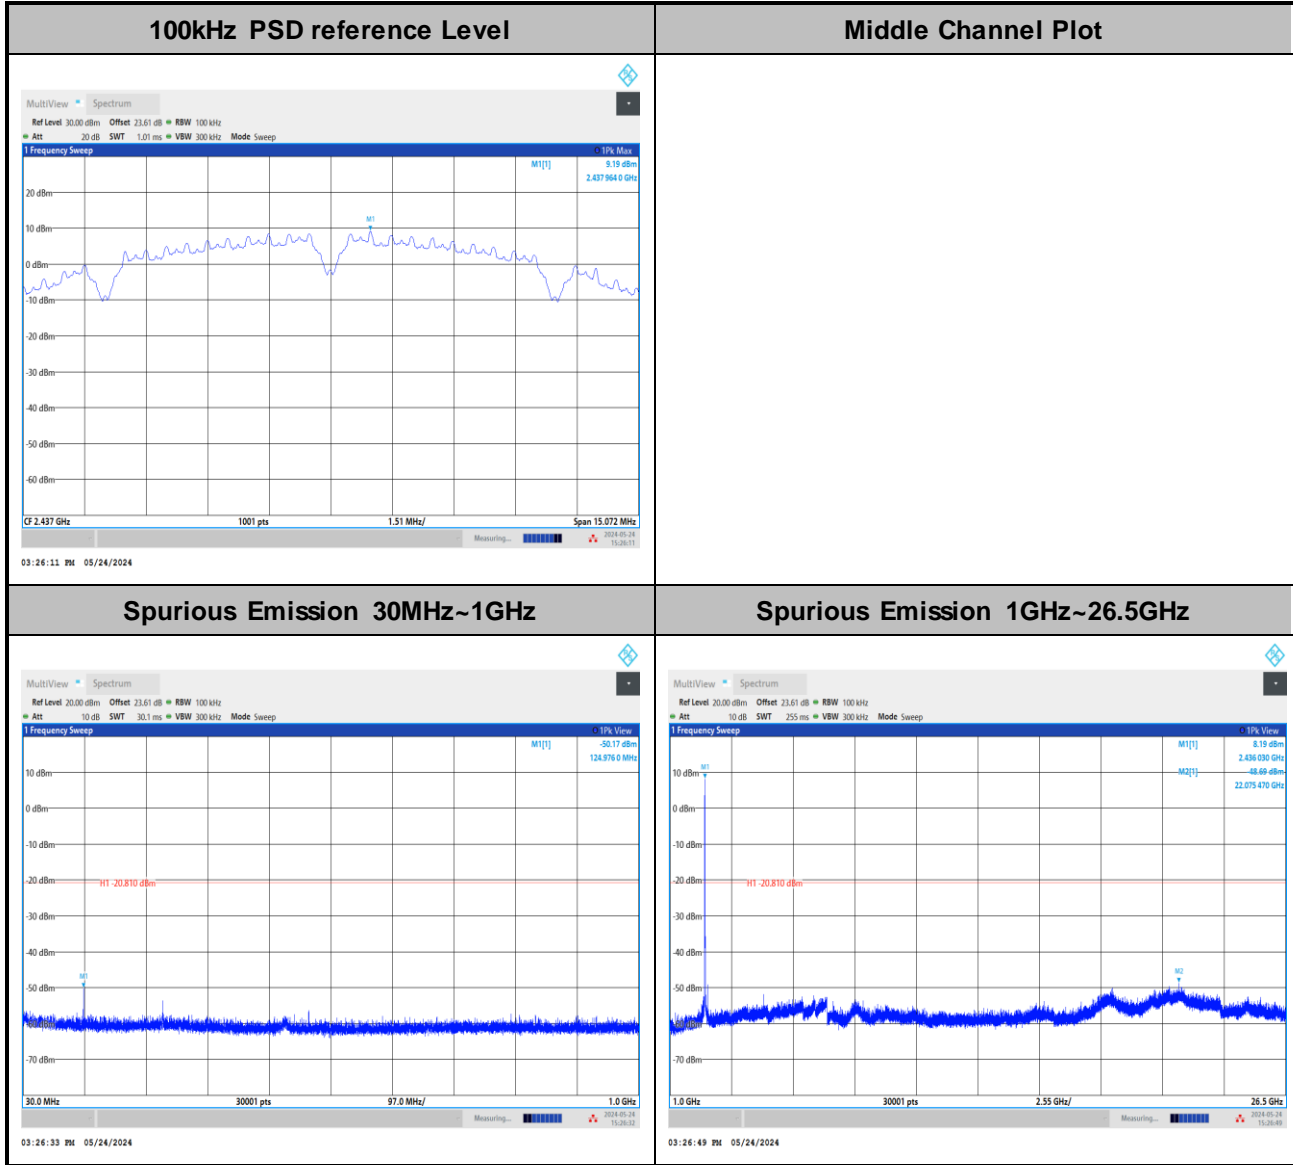 100kHz PSD reference Level
Middle Channel Plot
MultiView Spectrum
Ref Level 30.00 dBm Offset 23.61 dB RBW 100 kHz
Att 20 dB SWT 1.01 ms VBW 300 kHz Mode Sweep
1 Frequency Sweep 1Pk Max
M1[1] 9.19 dBm
2.437 964 0 GHz
M1
20 dBm
10 dBm
0 dBm
-10 dBm
-20 dBm
-30 dBm
-40 dBm
-50 dBm
-60 dBm
CF 2.437 GHz 1001 pts 1.51 MHz/ Span 15.072 MHz
Measuring... 2024-05-24
15:26:11
03:26:11 PM 05/24/2024
Spurious Emission 30MHz~1GHz
Spurious Emission 1GHz~26.5GHz
MultiView Spectrum
Ref Level 20.00 dBm Offset 23.61 dB RBW 100 kHz
Att 10 dB SWT 30.1 ms VBW 300 kHz Mode Sweep
1 Frequency Sweep 1Pk View
M1[1] -50.17 dBm
124.976 0 MHz
10 dBm
0 dBm
-10 dBm
-20 dBm
H1 -20.810 dBm
-30 dBm
-40 dBm
M1
-50 dBm
-70 dBm
30.0 MHz 30001 pts 97.0 MHz/ 1.0 GHz
Measuring... 2024-05-24
15:26:32
03:26:33 PM 05/24/2024
MultiView Spectrum
Ref Level 20.00 dBm Offset 23.61 dB RBW 100 kHz
Att 10 dB SWT 255 ms VBW 300 kHz Mode Sweep
1 Frequency Sweep 1Pk View
M1[1] 8.19 dBm
2.436 030 GHz
M2[1] -48.69 dBm
22.075 470 GHz
M1
10 dBm
0 dBm
-10 dBm
-20 dBm
H1 -20.810 dBm
-30 dBm
-40 dBm
M2
-50 dBm
-70 dBm
1.0 GHz 30001 pts 2.55 GHz/ 26.5 GHz
Measuring... 2024-05-24
15:26:49
03:26:49 PM 05/24/2024